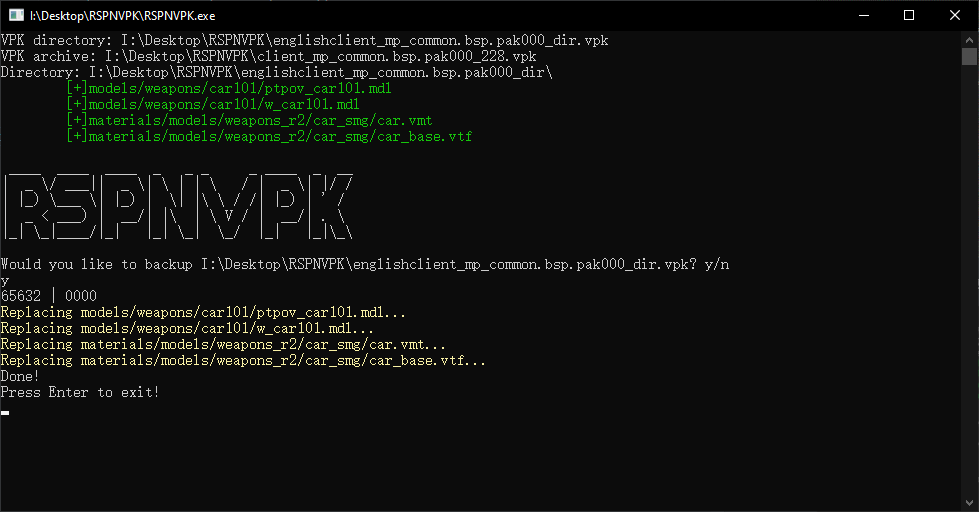 I:\Desktop\RSPNVPK\RSPNVPK.exe
VPK directory: I:\Desktop\RSPNVPK\englishclient_mp_common.bsp.pak000_dir.vpk
VPK archive: I:\Desktop\RSPNVPK\client_mp_common.bsp.pak000_228.vpk
Directory: I:\Desktop\RSPNVPK\englishclient_mp_common.bsp.pak000_dir\
[+]models/weapons/car101/ptpov_car101.mdl
[+]models/weapons/car101/w_car101.mdl
[+]materials/models/weapons_r2/car_smg/car.vmt
[+]materials/models/weapons_r2/car_smg/car_base.vtf
RSPNVPK
Would you like to backup I:\Desktop\RSPNVPK\englishclient_mp_common.bsp.pak000_dir.vpk? y/n
y
65632 | 0000
Replacing models/weapons/car101/ptpov_car101.mdl...
Replacing models/weapons/car101/w_car101.mdl...
Replacing materials/models/weapons_r2/car_smg/car.vmt...
Replacing materials/models/weapons_r2/car_smg/car_base.vtf...
Done!
Press Enter to exit!